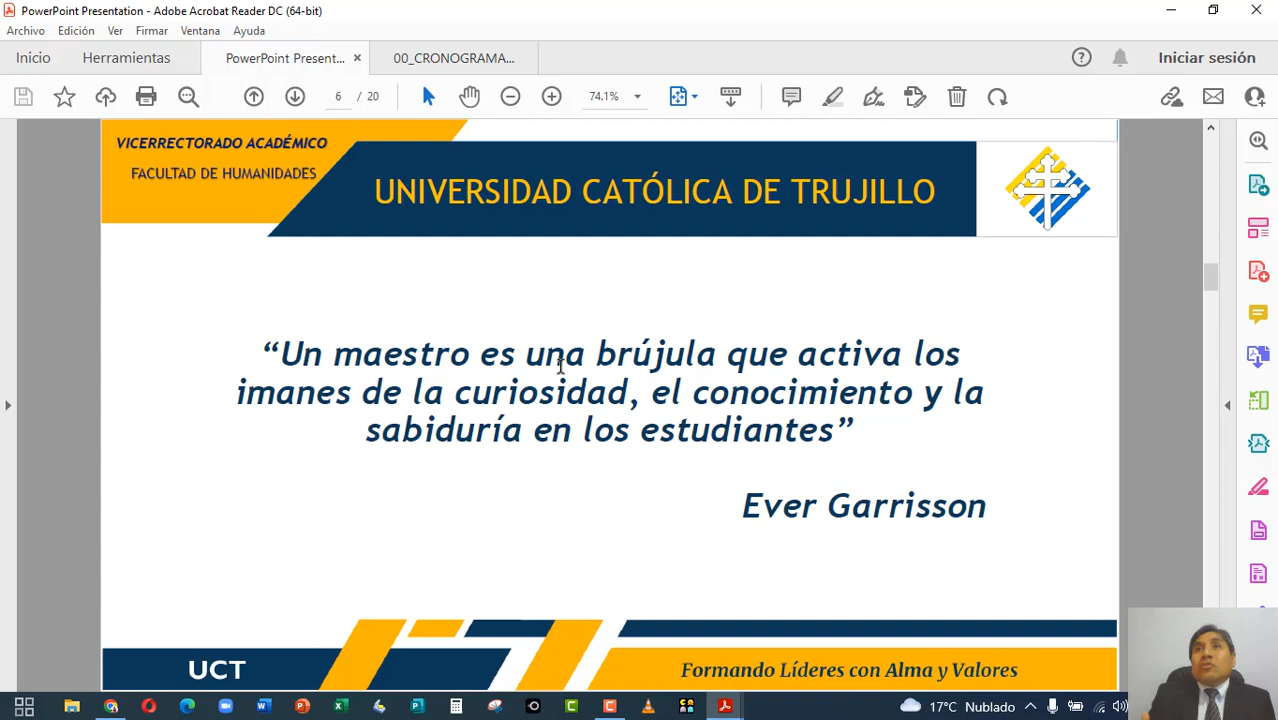 PowerPoint Presentation - Adobe Acrobat Reader DC (64-bit)
Archivo Edición Ver Firmar Ventana Ayuda
Inicio Herramientas PowerPoint Present... × 00_CRONOGRAMA... Iniciar sesión
6 / 20 74.1%
VICERRECTORADO ACADÉMICO
FACULTAD DE HUMANIDADES
UNIVERSIDAD CATÓLICA DE TRUJILLO
“Un maestro es una brújula que activa los
imanes de la curiosidad, el conocimiento y la
sabiduría en los estudiantes”
Ever Garrisson
UCT
Formando Líderes con Alma y Valores
17°C Nublado